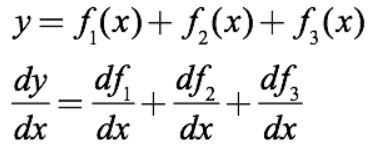 y = f₁(x) + f₂(x) + f₃(x)
dy/dx = df₁/dx + df₂/dx + df₃/dx